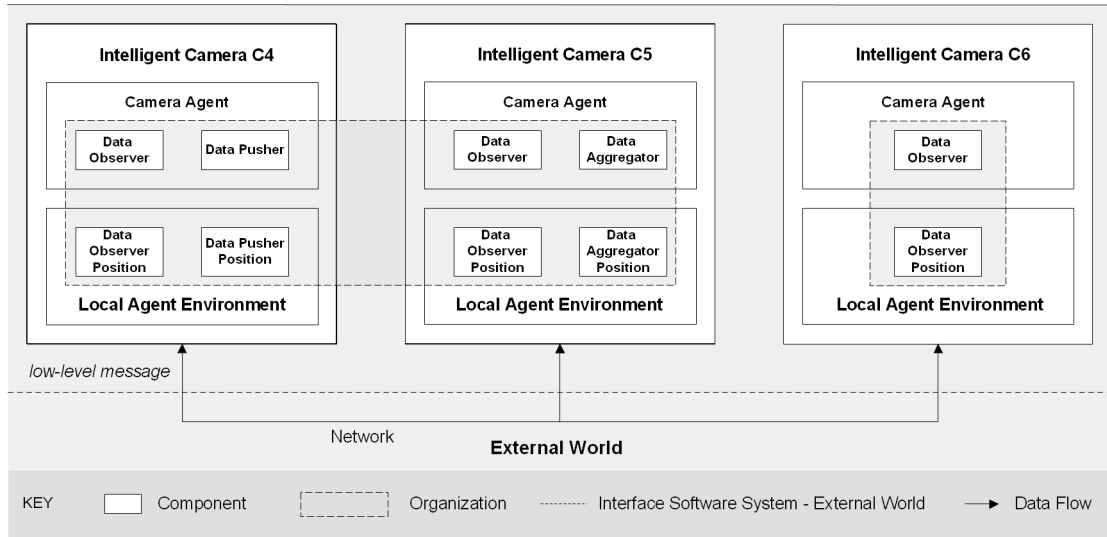 Intelligent Camera C4
Camera Agent
Data
Observer
Data Pusher
Data
Observer
Position
Data Pusher
Position
Local Agent Environment
Intelligent Camera C5
Camera Agent
Data
Observer
Data
Aggregator
Data
Observer
Position
Data
Aggregator
Position
Local Agent Environment
Intelligent Camera C6
Camera Agent
Data
Observer
Data
Observer
Position
Local Agent Environment
low-level message
Network
External World
KEY
Component
Organization
Interface Software System - External World
Data Flow